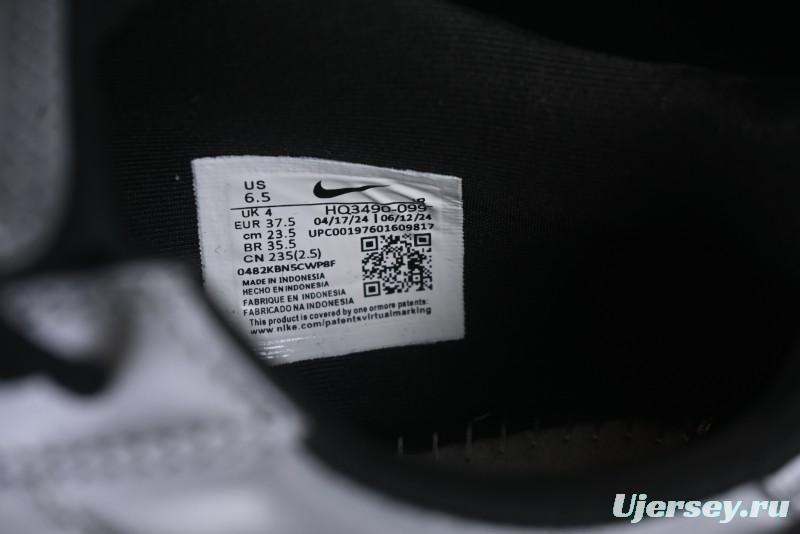 US
6.5
UK 4
EUR 37.5
cm 23.5
BR 35.5
CN 235(2.5)
HQ3490-099
8
04/17/24 | 06/12/24
UPC00197601609817
0482KBN5CWP8F
MADE IN INDONESIA
HECHO EN INDONESIA
FABRIQUE EN INDONESIA
FABRICADO NA INDONESIA
This product is covered by one ormore patents:
www.nike.com/patentsvirtualmarking
Ujersey.ru